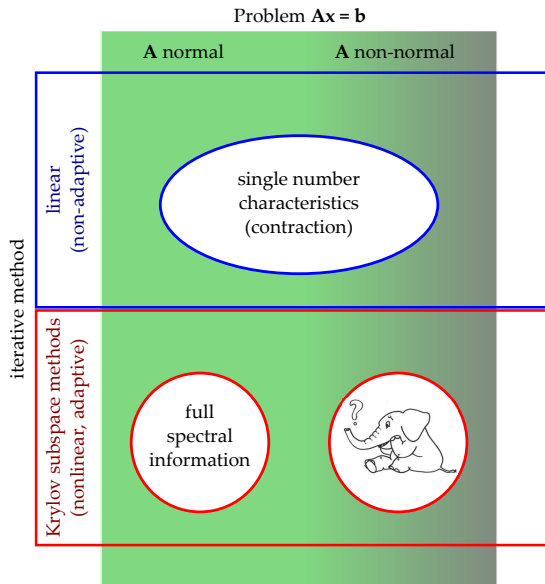 Problem Ax = b
A normal
A non-normal
iterative method
linear
(non-adaptive)
single number
characteristics
(contraction)
Krylov subspace methods
(nonlinear, adaptive)
full
spectral
information
?